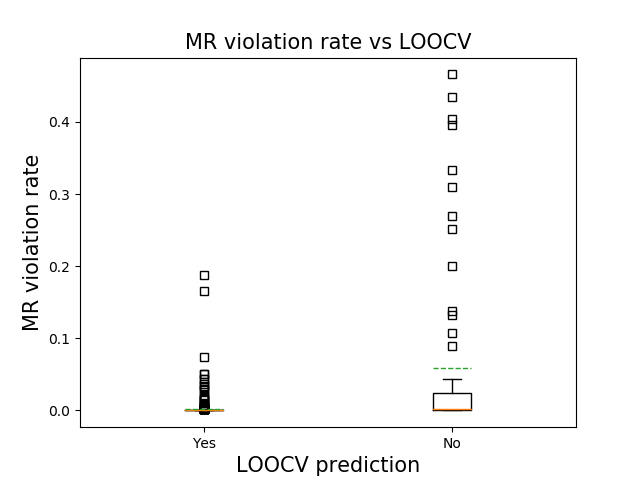 MR violation rate vs LOOCV
MR violation rate
0.4
0.3
0.2
0.1
0.0
Yes
No
LOOCV prediction